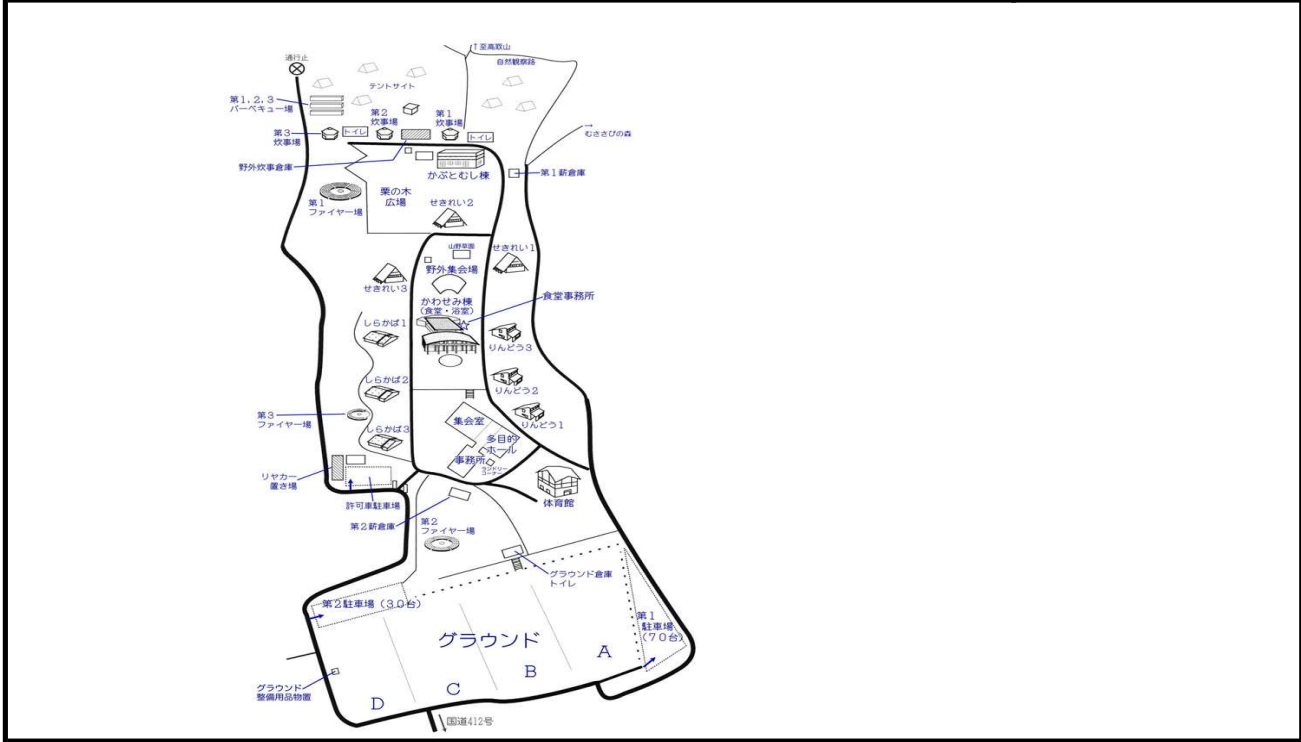 ↑至高取山
通行止
自然観察路
テントサイト
第1.2.3
バーベキュー場
第2
炊事場
第1
炊事場
第3
炊事場
トイレ
トイレ
→
むささびの森
野外炊事倉庫
かぶとむし棟
第1薪倉庫
栗の木
広場
第1
ファイヤー場
せきれい2
山野草園
せきれい1
野外集会場
せきれい3
かわせみ棟
(食堂・浴室)
食堂事務所
しらかば1
りんどう3
しらかば2
りんどう2
第3
ファイヤー場
集会室
りんどう1
しらかば3
多目的
ホール
事務所
ランドリー
コーナー
リヤカー
置き場
許可車駐車場
体育館
第2薪倉庫
第2
ファイヤー場
グラウンド倉庫
トイレ
第2駐車場(30台)
第1
駐車場
(70台)
グラウンド
A
B
C
D
グラウンド
整備用品物置
国道412号